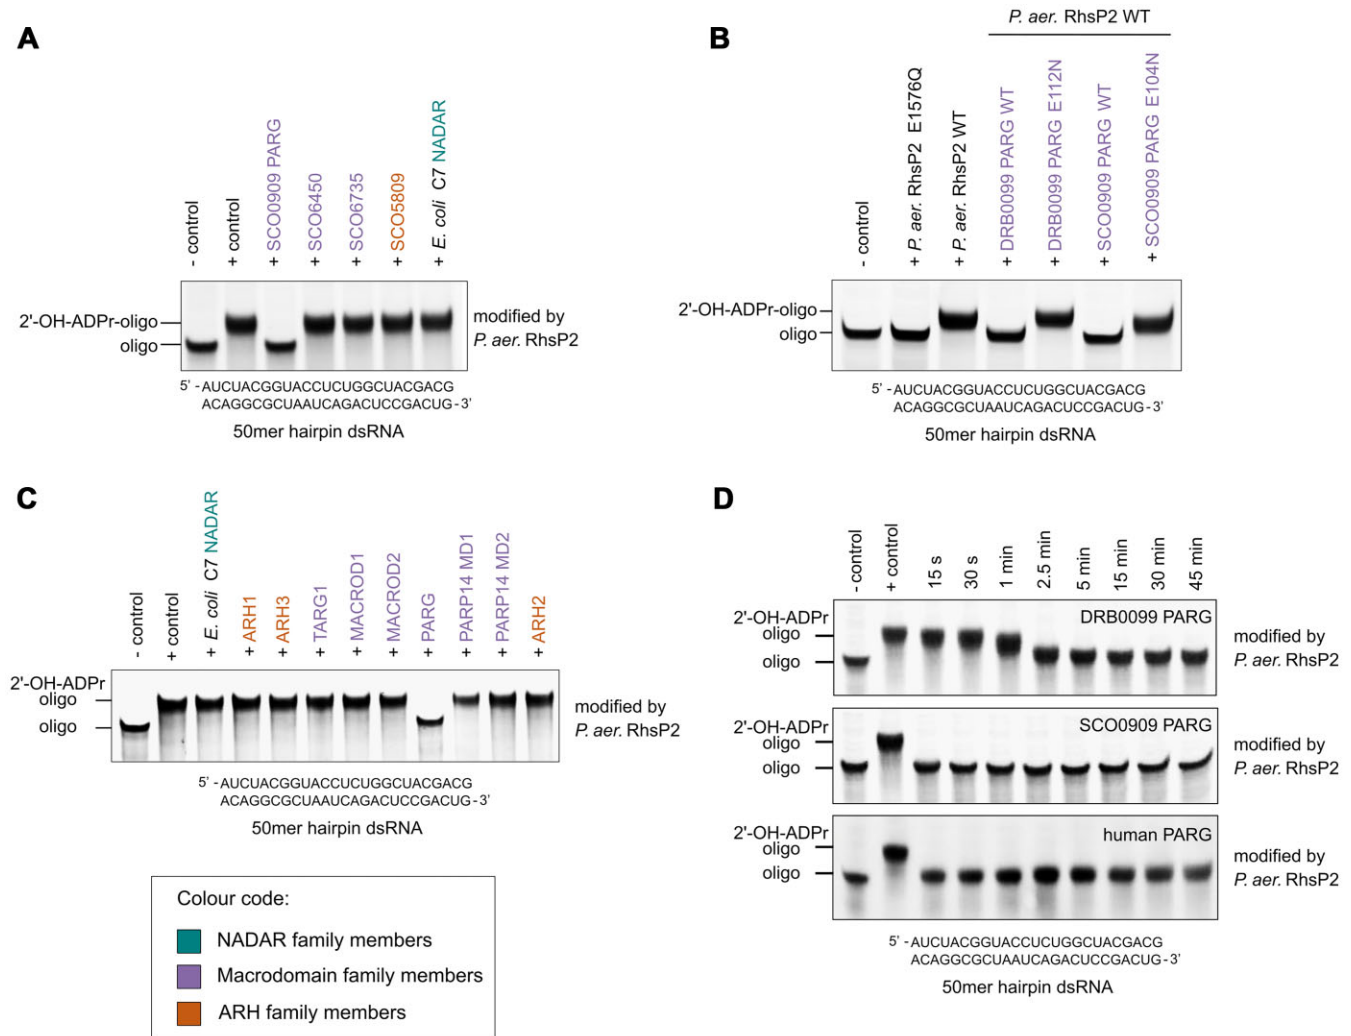 A
- control
+ control
+ SCO0909 PARG
+ SCO6450
+ SCO6735
+ SCO5809
+ E. coli C7 NADAR
2'-OH-ADPr-oligo
oligo
modified by
P. aer. RhsP2
5' -AUCUACGGUACCUCUGGCUACGACG
ACAGGCGCUAAUCAGACUCCGACUG-3'
50mer hairpin dsRNA
B
P. aer. RhsP2 WT
- control
+ P. aer. RhsP2 E1576Q
+ P. aer. RhsP2 WT
+ DRB0099 PARG WT
+ DRB0099 PARG E112N
+ SCO0909 PARG WT
+ SCO0909 PARG E104N
2'-OH-ADPr-oligo
oligo
5' -AUCUACGGUACCUCUGGCUACGACG
ACAGGCGCUAAUCAGACUCCGACUG-3'
50mer hairpin dsRNA
C
- control
+ control
+ E. coli C7 NADAR
+ ARH1
+ ARH3
+ TARG1
+ MACROD1
+ MACROD2
+ PARG
+ PARP14 MD1
+ PARP14 MD2
+ ARH2
2'-OH-ADPr
oligo
oligo
modified by
P. aer. RhsP2
5' -AUCUACGGUACCUCUGGCUACGACG
ACAGGCGCUAAUCAGACUCCGACUG-3'
50mer hairpin dsRNA
Colour code:
NADAR family members
Macrodomain family members
ARH family members
D
- control
+ control
15 s
30 s
1 min
2.5 min
5 min
15 min
30 min
45 min
2'-OH-ADPr
oligo
oligo
DRB0099 PARG
modified by
P. aer. RhsP2
2'-OH-ADPr
oligo
oligo
SCO0909 PARG
modified by
P. aer. RhsP2
2'-OH-ADPr
oligo
oligo
human PARG
modified by
P. aer. RhsP2
5' -AUCUACGGUACCUCUGGCUACGACG
ACAGGCGCUAAUCAGACUCCGACUG-3'
50mer hairpin dsRNA